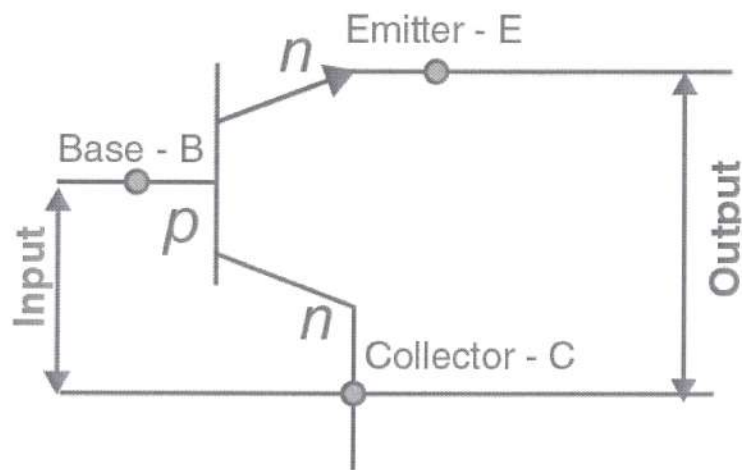 Emitter - E
n
Base - B
p
n
Collector - C
Input
Output